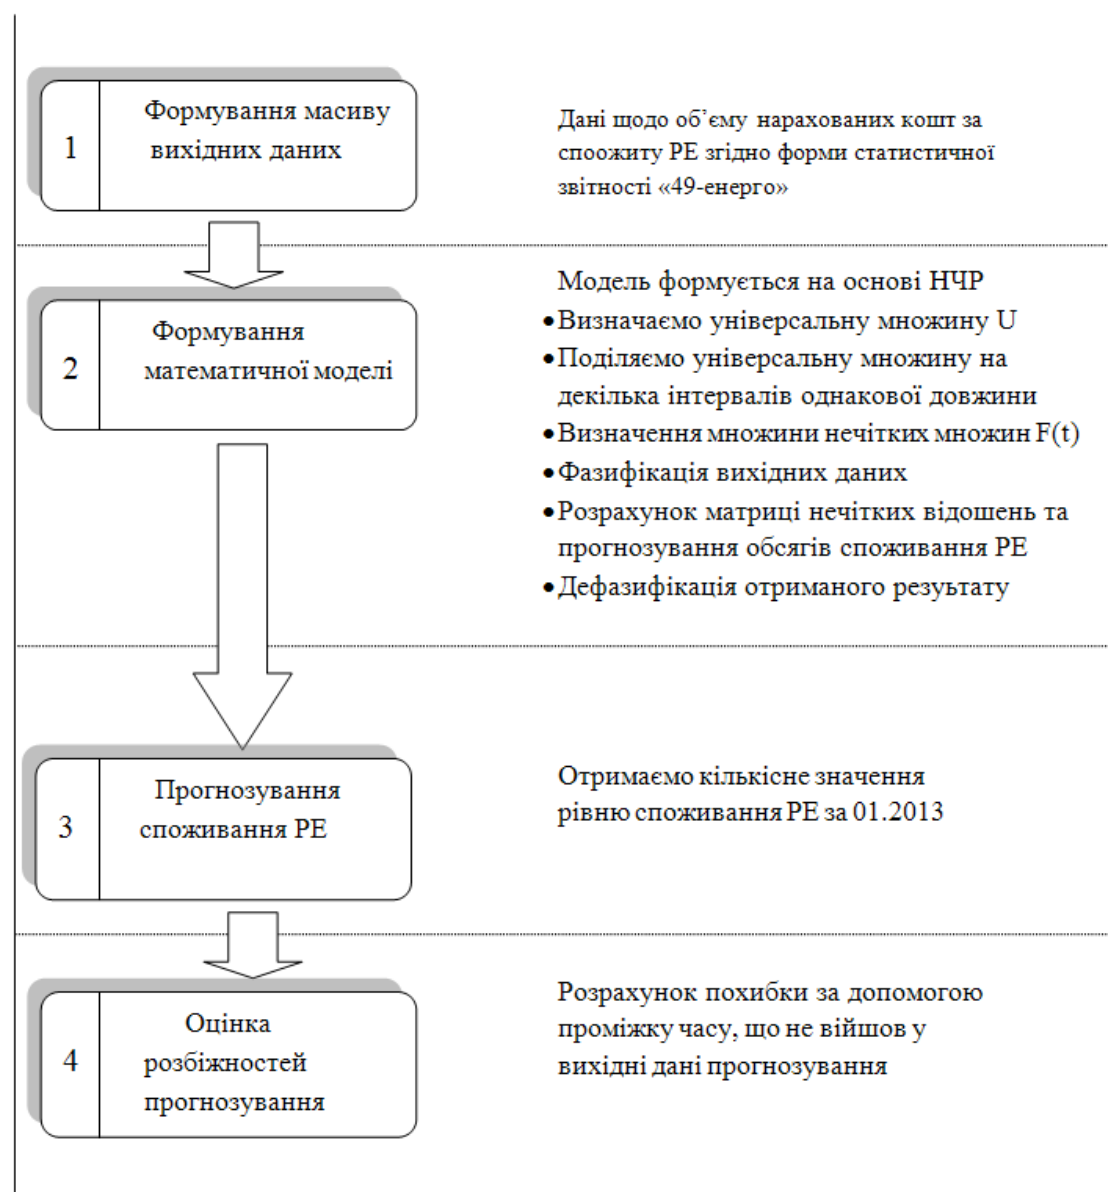 1
Формування масиву
вихідних даних
Дані щодо об’єму нарахованих кошт за
споожиту РЕ згідно форми статистичної
звітності «49-енерго»
2
Формування
математичної моделі
Модель формується на основі НЧР
•Визначаємо універсальну множину U
•Поділяємо універсальну множину на
декілька інтервалів однакової довжини
•Визначення множини нечітких множин F(t)
•Фазифікація вихідних даних
•Розрахунок матриці нечітких відошень та
прогнозування обсягів споживання РЕ
•Дефазифікація отриманого резуьтату
3
Прогнозування
споживання РЕ
Отримаємо кількісне значення
рівню споживання РЕ за 01.2013
4
Оцінка
розбіжностей
прогнозування
Розрахунок похибки за допомогою
проміжку часу, що не війшов у
вихідні дані прогнозування